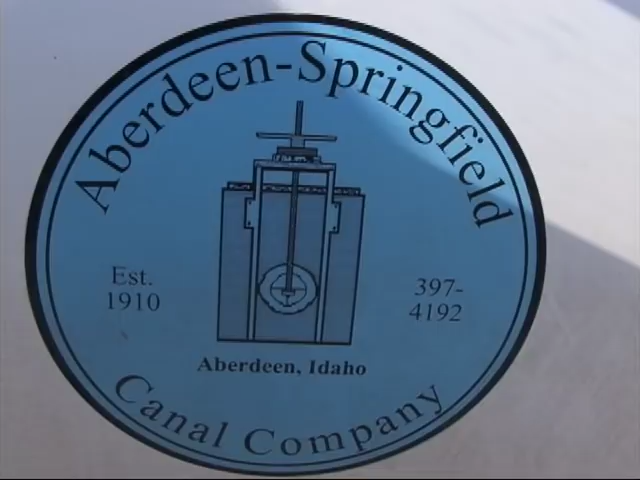 Aberdeen-Springfield
Est.
1910
397-
4192
Aberdeen, Idaho
Canal Company